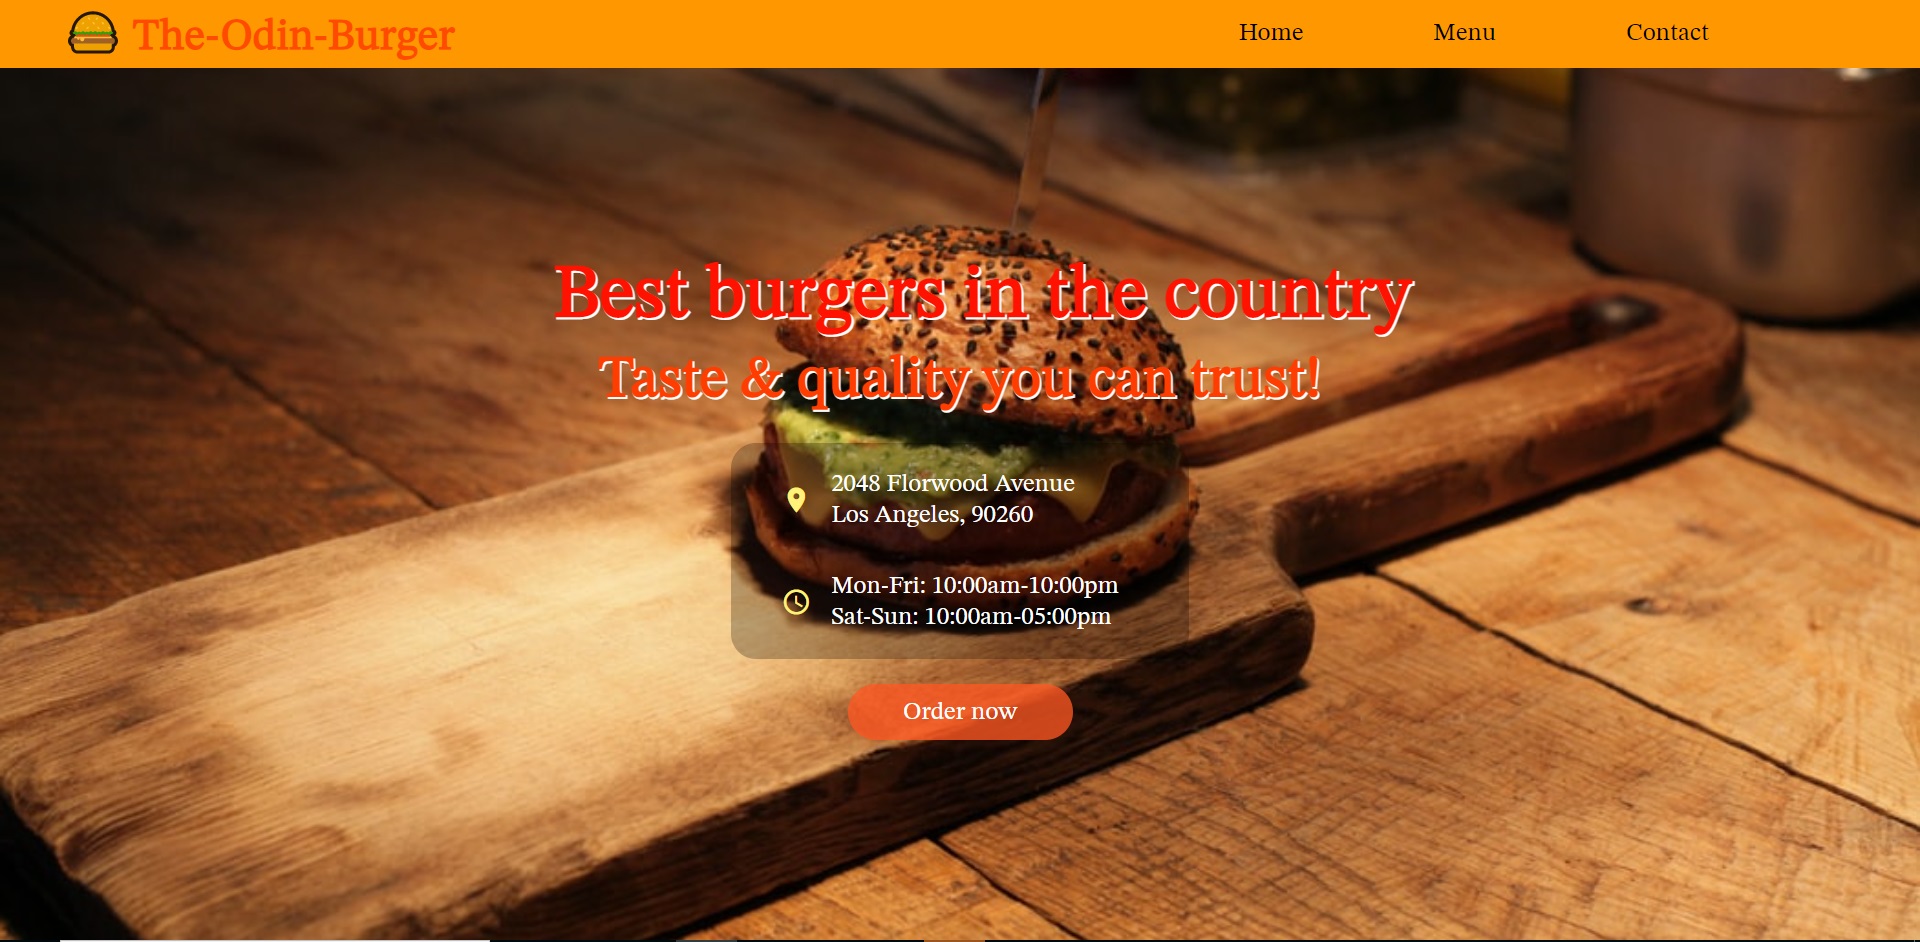 The-Odin-Burger
Home
Menu
Contact
Best burgers in the country
Taste & quality you can trust!
2048 Florwood Avenue
Los Angeles, 90260
Mon-Fri: 10:00am-10:00pm
Sat-Sun: 10:00am-05:00pm
Order now